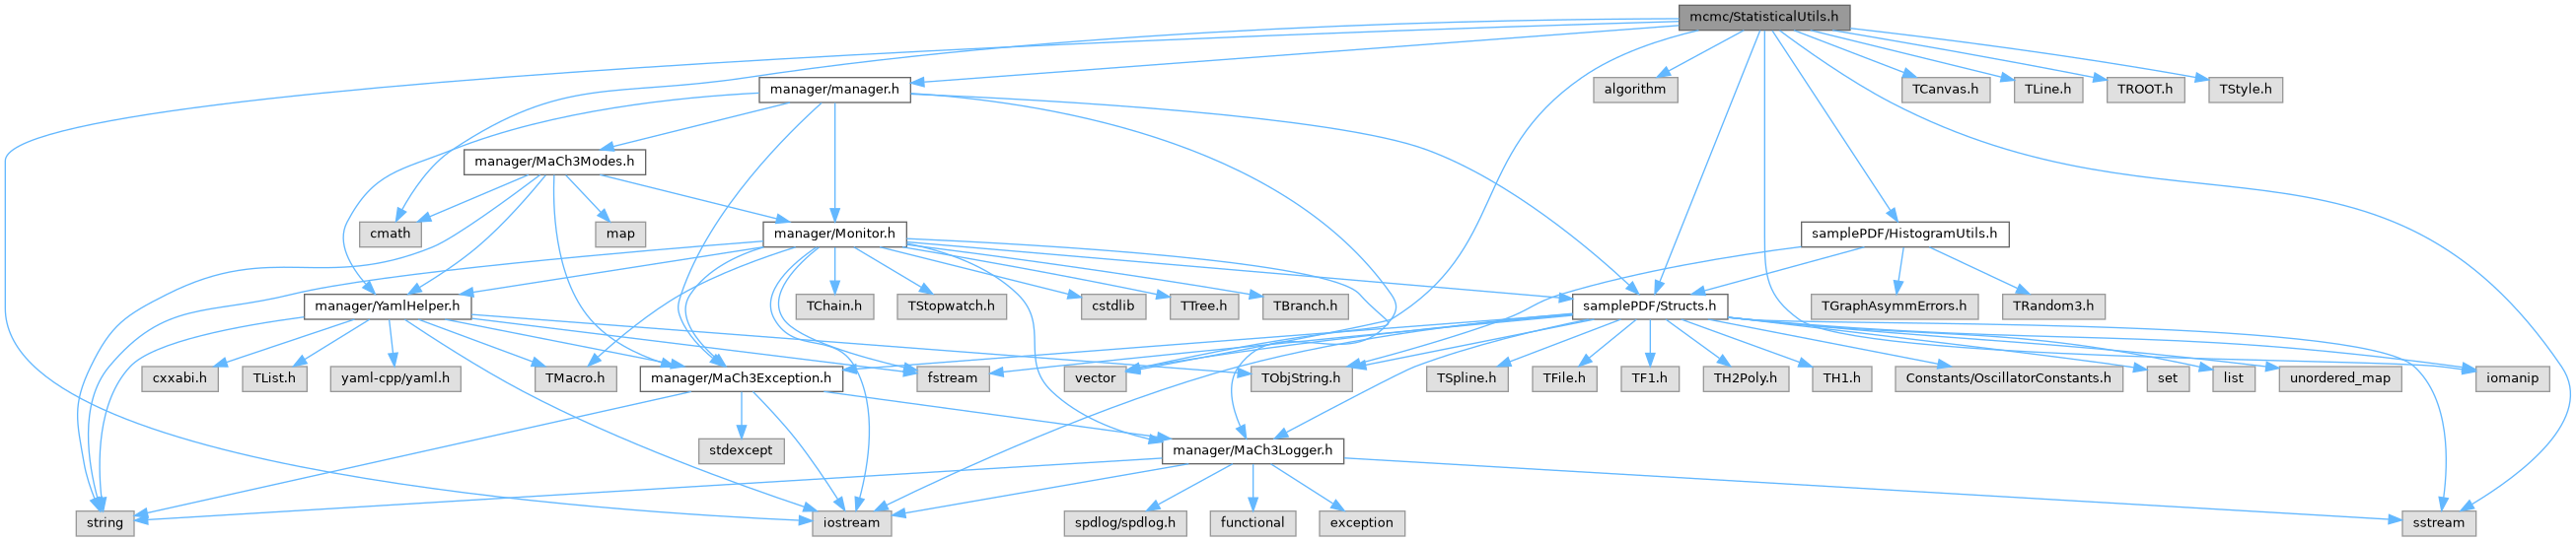 mcmc/StatisticalUtils.h
manager/manager.h
algorithm
TCanvas.h
TLine.h
TROOT.h
TStyle.h
manager/MaCh3Modes.h
cmath
map
manager/Monitor.h
samplePDF/HistogramUtils.h
manager/YamlHelper.h
TChain.h
TStopwatch.h
cstdlib
TTree.h
TBranch.h
samplePDF/Structs.h
TGraphAsymmErrors.h
TRandom3.h
cxxabi.h
TList.h
yaml-cpp/yaml.h
TMacro.h
manager/MaCh3Exception.h
fstream
vector
TObjString.h
TSpline.h
TFile.h
TF1.h
TH2Poly.h
TH1.h
Constants/OscillatorConstants.h
set
list
unordered_map
iomanip
stdexcept
manager/MaCh3Logger.h
string
iostream
spdlog/spdlog.h
functional
exception
sstream